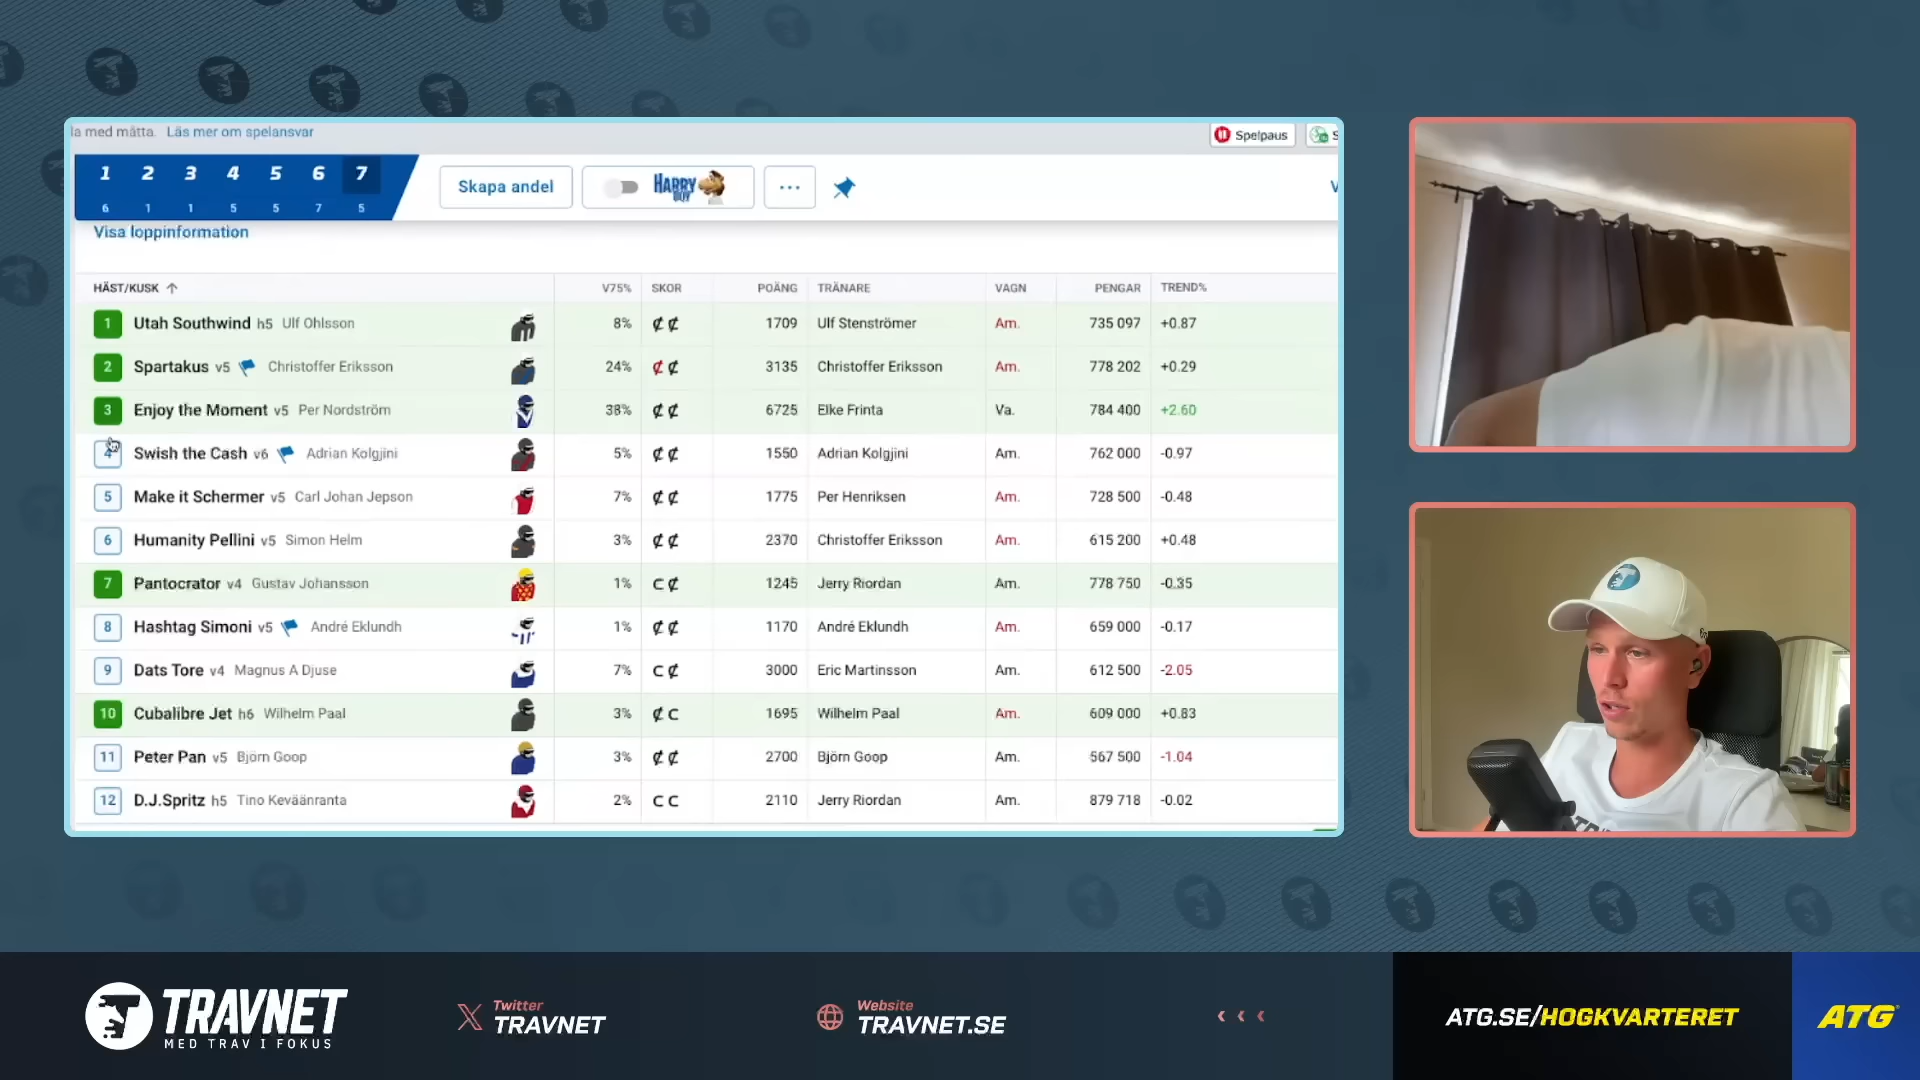 la med måtta. Läs mer om spelansvar
Spelpaus
1 2 3 4 5 6 7
6 1 1 5 5 7 5
Skapa andel
HARRY BOY
...
Visa loppinformation
HÄST/KUSK V75% SKOR POÄNG TRÄNARE VAGN PENGAR TREND%
1 Utah Southwind h5 Ulf Ohlsson 8% ₵ ₵ 1709 Ulf Stenströmer Am. 735 097 +0.87
2 Spartakus v5 Christoffer Eriksson 24% ₵ ₵ 3135 Christoffer Eriksson Am. 778 202 +0.29
3 Enjoy the Moment v5 Per Nordström 38% ₵ ₵ 6725 Elke Frinta Va. 784 400 +2.60
4 Swish the Cash v6 Adrian Kolgjini 5% ₵ ₵ 1550 Adrian Kolgjini Am. 762 000 -0.97
5 Make it Schermer v5 Carl Johan Jepson 7% ₵ ₵ 1775 Per Henriksen Am. 728 500 -0.48
6 Humanity Pellini v5 Simon Helm 3% ₵ ₵ 2370 Christoffer Eriksson Am. 615 200 +0.48
7 Pantocrator v4 Gustav Johansson 1% C ₵ 1245 Jerry Riordan Am. 778 750 -0.35
8 Hashtag Simoni v5 André Eklundh 1% ₵ ₵ 1170 André Eklundh Am. 659 000 -0.17
9 Dats Tore v4 Magnus A Djuse 7% C ₵ 3000 Eric Martinsson Am. 612 500 -2.05
10 Cubalibre Jet h6 Wilhelm Paal 3% ₵ C 1695 Wilhelm Paal Am. 609 000 +0.83
11 Peter Pan v5 Björn Goop 3% ₵ ₵ 2700 Björn Goop Am. 567 500 -1.04
12 D.J.Spritz h5 Tino Keväänranta 2% C C 2110 Jerry Riordan Am. 879 718 -0.02
TRAVNET
MED TRAV I FOKUS
Twitter
TRAVNET
Website
TRAVNET.SE
ATG.SE/HOGKVARTERET
ATG